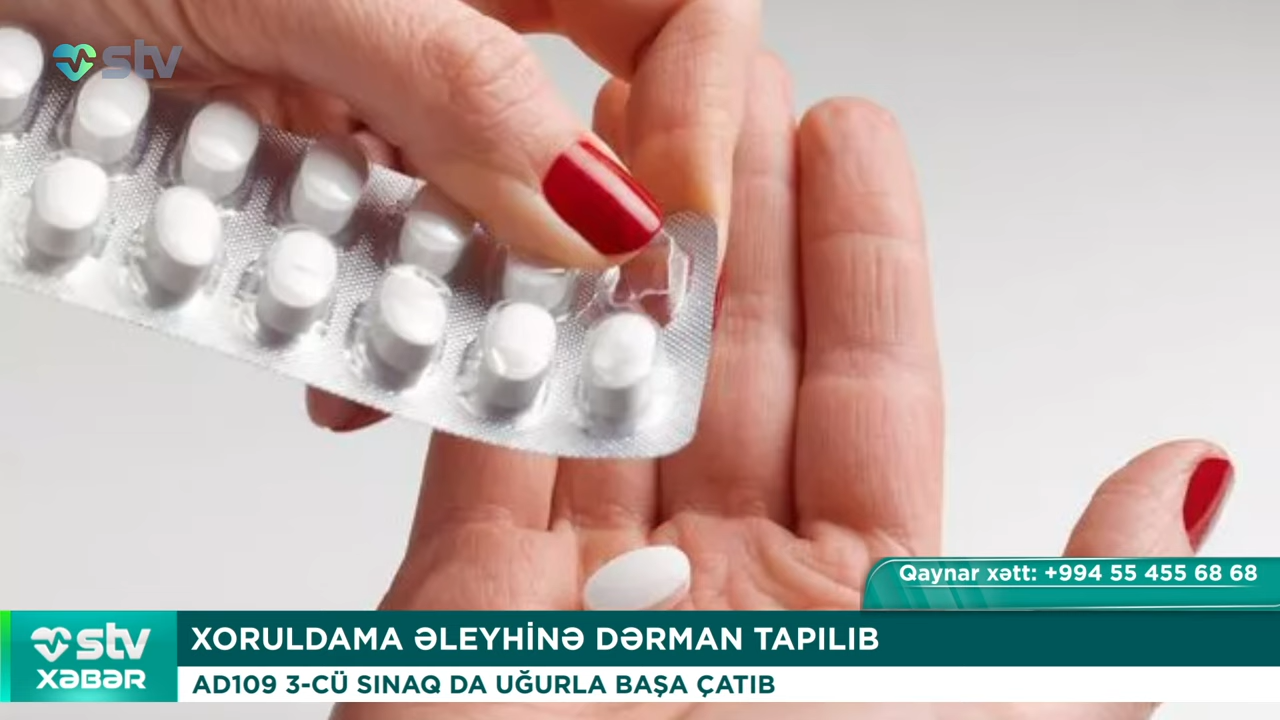 stv
Qaynar xətt: +994 55 455 68 68
stv
XƏBƏR
XORULDAMA ƏLEYHİNƏ DƏRMAN TAPILIB
AD109 3-CÜ SINAQ DA UĞURLA BAŞA ÇATIB